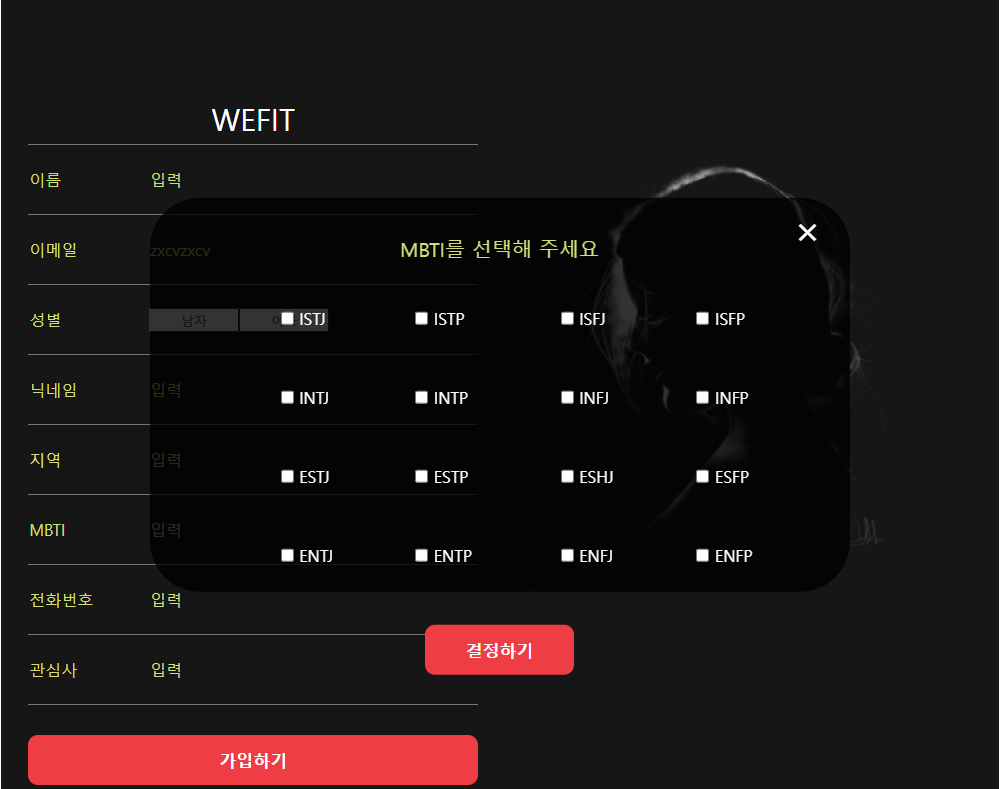 WEFIT
이름 입력
이메일 zxcvzxcv
MBTI를 선택해 주세요
성별 남자
ISTJ ISTP ISFJ ISFP
닉네임 입력
INTJ INTP INFJ INFP
지역 입력
ESTJ ESTP ESHJ ESFP
MBTI 입력
ENTJ ENTP ENFJ ENFP
전화번호 입력
결정하기
관심사 입력
가입하기